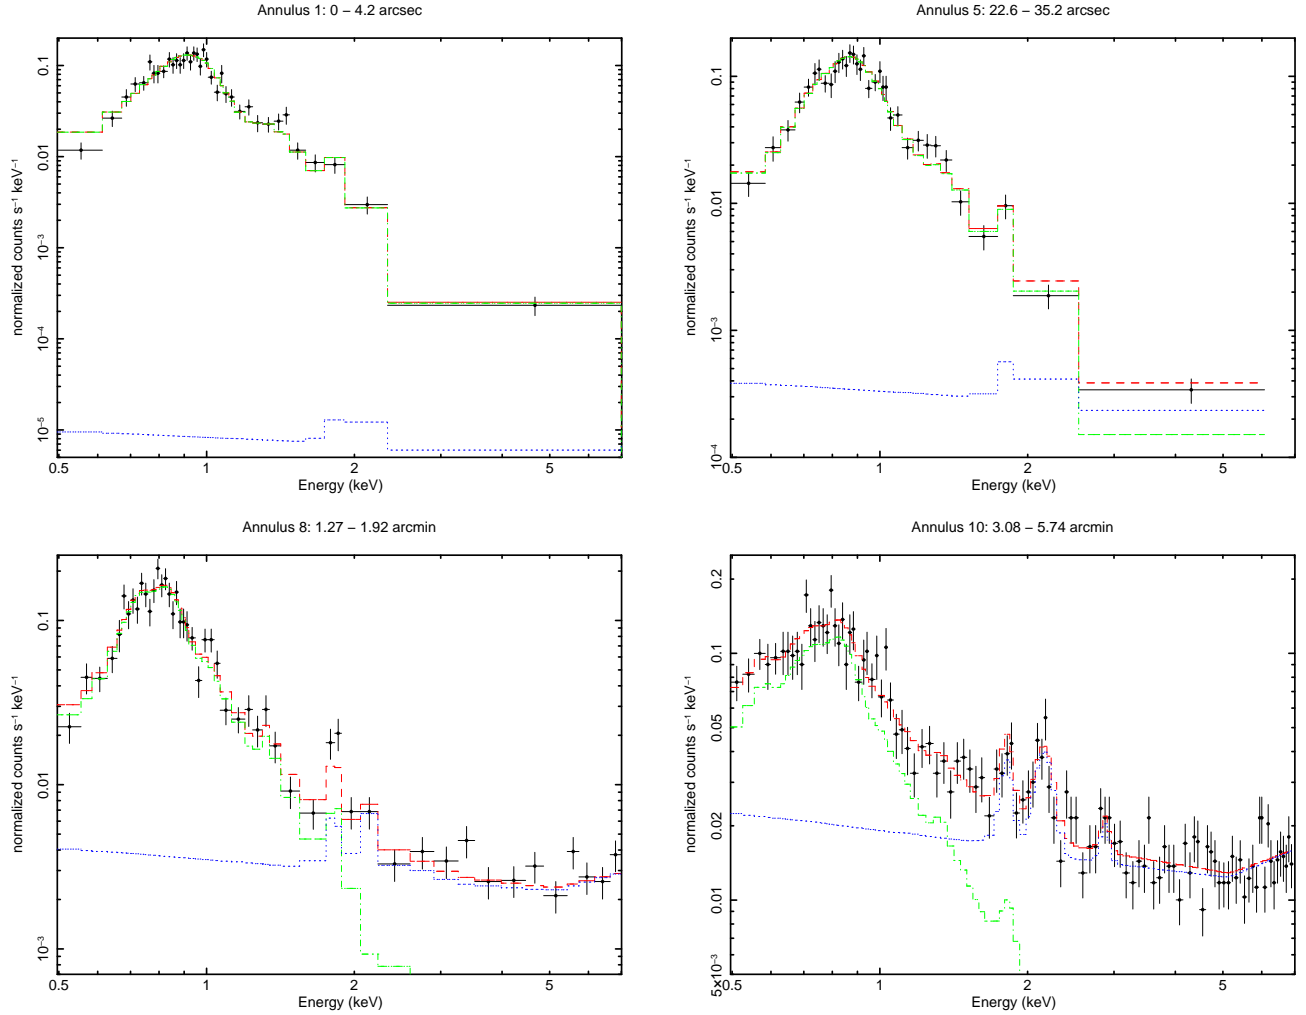 Annulus 1: 0 − 4.2 arcsec
normalized counts s⁻¹ keV⁻¹
0.1
0.01
10⁻³
10⁻⁴
10⁻⁵
0.5 1 2 5
Energy (keV)
Annulus 5: 22.6 − 35.2 arcsec
normalized counts s⁻¹ keV⁻¹
0.1
0.01
10⁻³
10⁻⁴
0.5 1 2 5
Energy (keV)
Annulus 8: 1.27 − 1.92 arcmin
normalized counts s⁻¹ keV⁻¹
0.1
0.01
10⁻³
0.5 1 2 5
Energy (keV)
Annulus 10: 3.08 − 5.74 arcmin
normalized counts s⁻¹ keV⁻¹
0.2
0.1
0.05
0.02
0.01
5×10⁻³
0.5 1 2 5
Energy (keV)